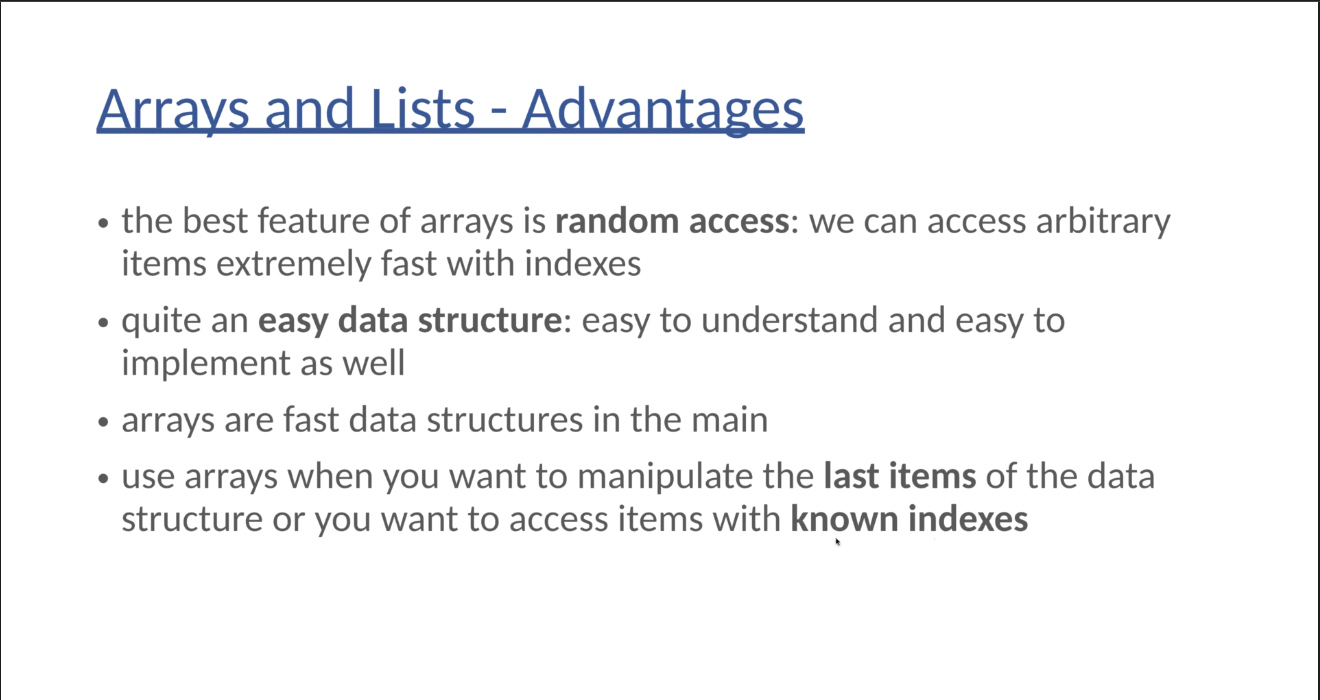 Arrays and Lists - Advantages
• the best feature of arrays is random access: we can access arbitrary
items extremely fast with indexes
• quite an easy data structure: easy to understand and easy to
implement as well
• arrays are fast data structures in the main
• use arrays when you want to manipulate the last items of the data
structure or you want to access items with known indexes